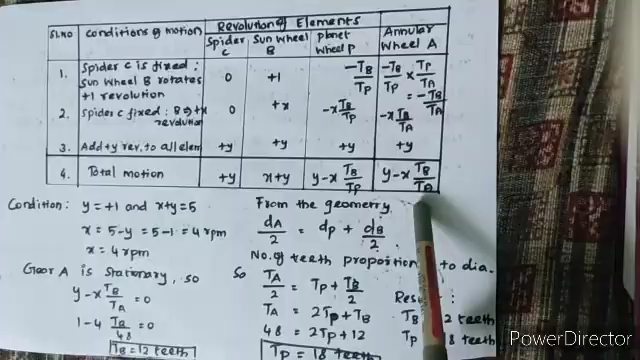 Revolution of Elements
Sl.No Conditions of motion Spider C Sun Wheel B Planet Wheel P Annular Wheel A
1. Spider C is fixed; Sun Wheel B rotates +1 revolution 0 +1 -TB/TP -TB/TP × TP/TA = -TB/TA
2. Spider C fixed; B +x revolution 0 +x -x TB/TP -x TB/TA
3. Add +y rev. to all elem +y +y +y +y
4. Total motion +y x+y y-x TB/TP y-x TB/TA
Condition: y = +1 and x+y = 5
x = 5-y = 5-1 = 4 rpm
x = 4 rpm
Gear A is stationary, so
y-x TB/TA = 0
1-4 TB/48 = 0
TB = 12 teeth
From the geometry
dA/2 = dp + dB/2
No. of teeth proportion to dia.
So TA/2 = TP + TB/2
TA = 2TP + TB
48 = 2TP + 12
TP = 18 teeth
:
TB 2 teeth
TP 8 teeth
PowerDirector